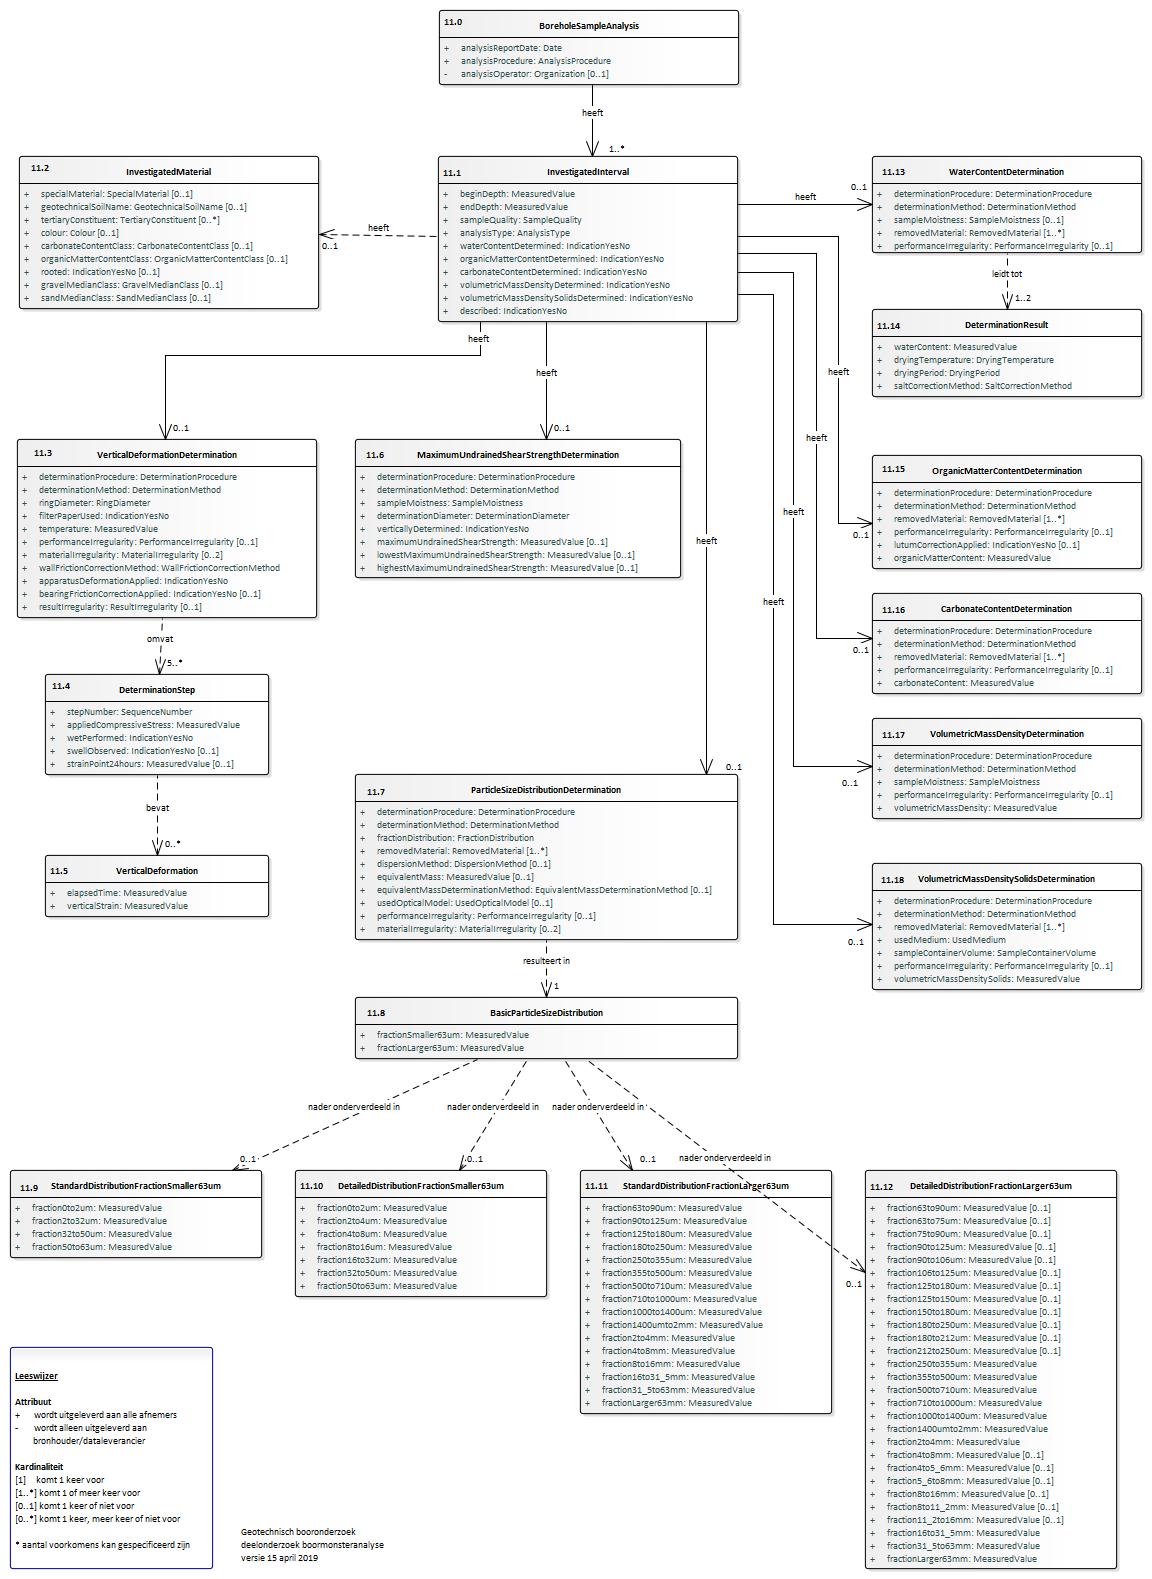 11.0 BoreholeSampleAnalysis
+ analysisReportDate: Date
+ analysisProcedure: AnalysisProcedure
- analysisOperator: Organization [0..1]
heeft
1..*
11.2 InvestigatedMaterial
+ specialMaterial: SpecialMaterial [0..1]
+ geotechnicalSoilName: GeotechnicalSoilName [0..1]
+ tertiaryConstituent: TertiaryConstituent [0..*]
+ colour: Colour [0..1]
+ carbonateContentClass: CarbonateContentClass [0..1]
+ organicMatterContentClass: OrganicMatterContentClass [0..1]
+ rooted: IndicationYesNo [0..1]
+ gravelMedianClass: GravelMedianClass [0..1]
+ sandMedianClass: SandMedianClass [0..1]
heeft
0..1
11.1 InvestigatedInterval
+ beginDepth: MeasuredValue
+ endDepth: MeasuredValue
+ sampleQuality: SampleQuality
+ analysisType: AnalysisType
+ waterContentDetermined: IndicationYesNo
+ organicMatterContentDetermined: IndicationYesNo
+ carbonateContentDetermined: IndicationYesNo
+ volumetricMassDensityDetermined: IndicationYesNo
+ volumetricMassDensitySolidsDetermined: IndicationYesNo
+ described: IndicationYesNo
heeft
0..1
11.13 WaterContentDetermination
+ determinationProcedure: DeterminationProcedure
+ determinationMethod: DeterminationMethod
+ sampleMoistness: SampleMoistness [0..1]
+ removedMaterial: RemovedMaterial [1..*]
+ performanceIrregularity: PerformanceIrregularity [0..1]
leidt tot
1..2
11.14 DeterminationResult
+ waterContent: MeasuredValue
+ dryingTemperature: DryingTemperature
+ dryingPeriod: DryingPeriod
+ saltCorrectionMethod: SaltCorrectionMethod
heeft
0..1
11.3 VerticalDeformationDetermination
+ determinationProcedure: DeterminationProcedure
+ determinationMethod: DeterminationMethod
+ ringDiameter: RingDiameter
+ filterPaperUsed: IndicationYesNo
+ temperature: MeasuredValue
+ performanceIrregularity: PerformanceIrregularity [0..1]
+ materialIrregularity: MaterialIrregularity [0..2]
+ wallFrictionCorrectionMethod: WallFrictionCorrectionMethod
+ apparatusDeformationApplied: IndicationYesNo
+ bearingFrictionCorrectionApplied: IndicationYesNo [0..1]
+ resultIrregularity: ResultIrregularity [0..1]
omvat
5..*
11.4 DeterminationStep
+ stepNumber: SequenceNumber
+ appliedCompressiveStress: MeasuredValue
+ wetPerformed: IndicationYesNo
+ swellObserved: IndicationYesNo [0..1]
+ strainPoint24hours: MeasuredValue [0..1]
bevat
0..*
11.5 VerticalDeformation
+ elapsedTime: MeasuredValue
+ verticalStrain: MeasuredValue
heeft
0..1
11.6 MaximumUndrainedShearStrengthDetermination
+ determinationProcedure: DeterminationProcedure
+ determinationMethod: DeterminationMethod
+ sampleMoistness: SampleMoistness
+ determinationDiameter: DeterminationDiameter
+ verticallyDetermined: IndicationYesNo
+ maximumUndrainedShearStrength: MeasuredValue [0..1]
+ lowestMaximumUndrainedShearStrength: MeasuredValue [0..1]
+ highestMaximumUndrainedShearStrength: MeasuredValue [0..1]
heeft
0..1
11.7 ParticleSizeDistributionDetermination
+ determinationProcedure: DeterminationProcedure
+ determinationMethod: DeterminationMethod
+ fractionDistribution: FractionDistribution
+ removedMaterial: RemovedMaterial [1..*]
+ dispersionMethod: DispersionMethod [0..1]
+ equivalentMass: MeasuredValue [0..1]
+ equivalentMassDeterminationMethod: EquivalentMassDeterminationMethod [0..1]
+ usedOpticalModel: UsedOpticalModel [0..1]
+ performanceIrregularity: PerformanceIrregularity [0..1]
+ materialIrregularity: MaterialIrregularity [0..2]
heeft
0..1
11.15 OrganicMatterContentDetermination
+ determinationProcedure: DeterminationProcedure
+ determinationMethod: DeterminationMethod
+ removedMaterial: RemovedMaterial [1..*]
+ performanceIrregularity: PerformanceIrregularity [0..1]
+ lutumCorrectionApplied: IndicationYesNo [0..1]
+ organicMatterContent: MeasuredValue
heeft
0..1
11.16 CarbonateContentDetermination
+ determinationProcedure: DeterminationProcedure
+ determinationMethod: DeterminationMethod
+ removedMaterial: RemovedMaterial [1..*]
+ performanceIrregularity: PerformanceIrregularity [0..1]
+ carbonateContent: MeasuredValue
heeft
0..1
11.17 VolumetricMassDensityDetermination
+ determinationProcedure: DeterminationProcedure
+ determinationMethod: DeterminationMethod
+ sampleMoistness: SampleMoistness
+ performanceIrregularity: PerformanceIrregularity [0..1]
+ volumetricMassDensity: MeasuredValue
heeft
0..1
11.18 VolumetricMassDensitySolidsDetermination
+ determinationProcedure: DeterminationProcedure
+ determinationMethod: DeterminationMethod
+ removedMaterial: RemovedMaterial [1..*]
+ usedMedium: UsedMedium
+ sampleContainerVolume: SampleContainerVolume
+ performanceIrregularity: PerformanceIrregularity [0..1]
+ volumetricMassDensitySolids: MeasuredValue
resulteert in
1
11.8 BasicParticleSizeDistribution
+ fractionSmaller63um: MeasuredValue
+ fractionLarger63um: MeasuredValue
nader onderverdeeld in
0..1
nader onderverdeeld in
0..1
nader onderverdeeld in
0..1
nader onderverdeeld in
0..1
11.9 StandardDistributionFractionSmaller63um
+ fraction0to2um: MeasuredValue
+ fraction2to32um: MeasuredValue
+ fraction32to50um: MeasuredValue
+ fraction50to63um: MeasuredValue
11.10 DetailedDistributionFractionSmaller63um
+ fraction0to2um: MeasuredValue
+ fraction2to4um: MeasuredValue
+ fraction4to8um: MeasuredValue
+ fraction8to16um: MeasuredValue
+ fraction16to32um: MeasuredValue
+ fraction32to50um: MeasuredValue
+ fraction50to63um: MeasuredValue
11.11 StandardDistributionFractionLarger63um
+ fraction63to90um: MeasuredValue
+ fraction90to125um: MeasuredValue
+ fraction125to180um: MeasuredValue
+ fraction180to250um: MeasuredValue
+ fraction250to355um: MeasuredValue
+ fraction355to500um: MeasuredValue
+ fraction500to710um: MeasuredValue
+ fraction710to1000um: MeasuredValue
+ fraction1000to1400um: MeasuredValue
+ fraction1400umto2mm: MeasuredValue
+ fraction2to4mm: MeasuredValue
+ fraction4to8mm: MeasuredValue
+ fraction8to16mm: MeasuredValue
+ fraction16to31_5mm: MeasuredValue
+ fraction31_5to63mm: MeasuredValue
+ fractionLarger63mm: MeasuredValue
11.12 DetailedDistributionFractionLarger63um
+ fraction63to90um: MeasuredValue [0..1]
+ fraction63to75um: MeasuredValue [0..1]
+ fraction75to90um: MeasuredValue [0..1]
+ fraction90to125um: MeasuredValue [0..1]
+ fraction90to106um: MeasuredValue [0..1]
+ fraction106to125um: MeasuredValue [0..1]
+ fraction125to180um: MeasuredValue [0..1]
+ fraction125to150um: MeasuredValue [0..1]
+ fraction150to180um: MeasuredValue [0..1]
+ fraction180to250um: MeasuredValue [0..1]
+ fraction180to212um: MeasuredValue [0..1]
+ fraction212to250um: MeasuredValue [0..1]
+ fraction250to355um: MeasuredValue
+ fraction355to500um: MeasuredValue
+ fraction500to710um: MeasuredValue
+ fraction710to1000um: MeasuredValue
+ fraction1000to1400um: MeasuredValue
+ fraction1400umto2mm: MeasuredValue
+ fraction2to4mm: MeasuredValue
+ fraction4to8mm: MeasuredValue [0..1]
+ fraction4to5_6mm: MeasuredValue [0..1]
+ fraction5_6to8mm: MeasuredValue [0..1]
+ fraction8to16mm: MeasuredValue [0..1]
+ fraction8to11_2mm: MeasuredValue [0..1]
+ fraction11_2to16mm: MeasuredValue [0..1]
+ fraction16to31_5mm: MeasuredValue
+ fraction31_5to63mm: MeasuredValue
+ fractionLarger63mm: MeasuredValue
Leeswijzer
Attribuut
+ wordt uitgeleverd aan alle afnemers
- wordt alleen uitgeleverd aan
bronhouder/dataleverancier
Kardinaliteit
[1] komt 1 keer voor
[1..*] komt 1 of meer keer voor
[0..1] komt 1 keer of niet voor
[0..*] komt 1 keer, meer keer of niet voor
* aantal voorkomens kan gespecificeerd zijn
Geotechnisch booronderzoek
deelonderzoek boormonsteranalyse
versie 15 april 2019